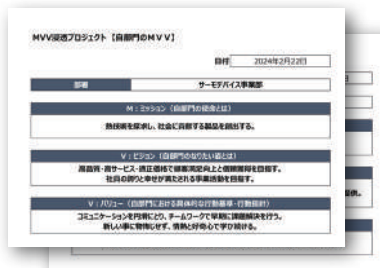 MVV浸透プロジェクト【自部門のMVV】
日付 2024年2月22日
部署 サーモデバイス事業部
M：ミッション（自部門の使命とは）
熱技術を探求し、社会に貢献する製品を創出する。
V：ビジョン（自部門のなりたい姿とは）
高品質・高サービス・適正価格で顧客満足向上と信頼獲得を目指す。
社員の誇りと幸せが満たされる事業活動を目指す。
V：バリュー（自部門における具体的な行動基準・行動指針）
コミュニケーションを円滑にとり、チームワークで早期に課題解決を行う。
新しい事に物怖じせず、情熱と好奇心で学び続ける。